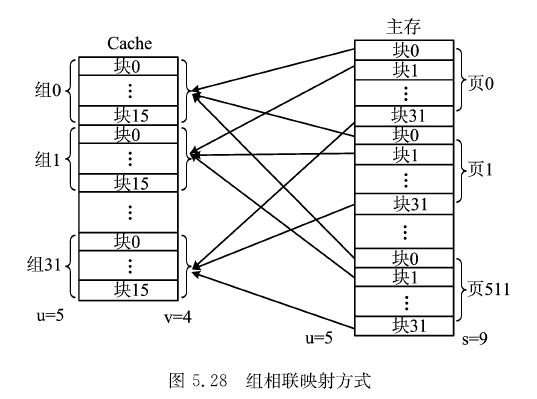 Cache
主存
组0
块0
⋮
块15
组1
块0
⋮
块15
⋮
组31
块0
⋮
块15
u=5
v=4
块0
块1
⋮
块31
页0
块0
块1
⋮
块31
页1
⋮
块0
块1
⋮
块31
页511
u=5
s=9
图 5.28 组相联映射方式